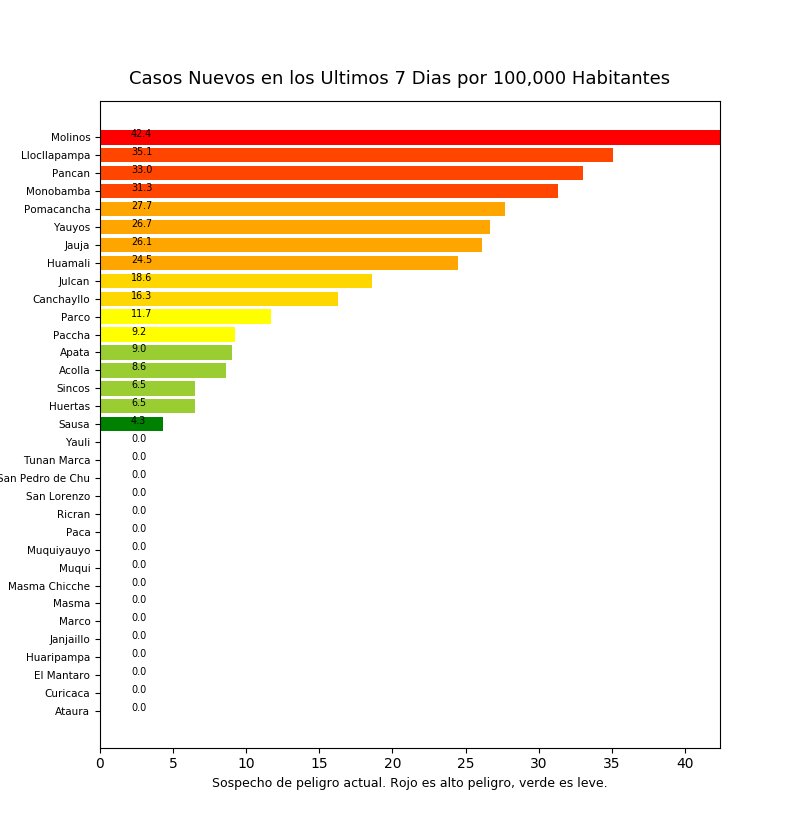 Casos Nuevos en los Ultimos 7 Dias por 100,000 Habitantes
Molinos 42.4
Llocllapampa 35.1
Pancan 33.0
Monobamba 31.3
Pomacancha 27.7
Yauyos 26.7
Jauja 26.1
Huamali 24.5
Julcan 18.6
Canchayllo 16.3
Parco 11.7
Paccha 9.2
Apata 9.0
Acolla 8.6
Sincos 6.5
Huertas 6.5
Sausa 4.3
Yauli 0.0
Tunan Marca 0.0
San Pedro de Chu 0.0
San Lorenzo 0.0
Ricran 0.0
Paca 0.0
Muquiyauyo 0.0
Muqui 0.0
Masma Chicche 0.0
Masma 0.0
Marco 0.0
Janjaillo 0.0
Huaripampa 0.0
El Mantaro 0.0
Curicaca 0.0
Ataura 0.0
0 5 10 15 20 25 30 35 40
Sospecho de peligro actual. Rojo es alto peligro, verde es leve.